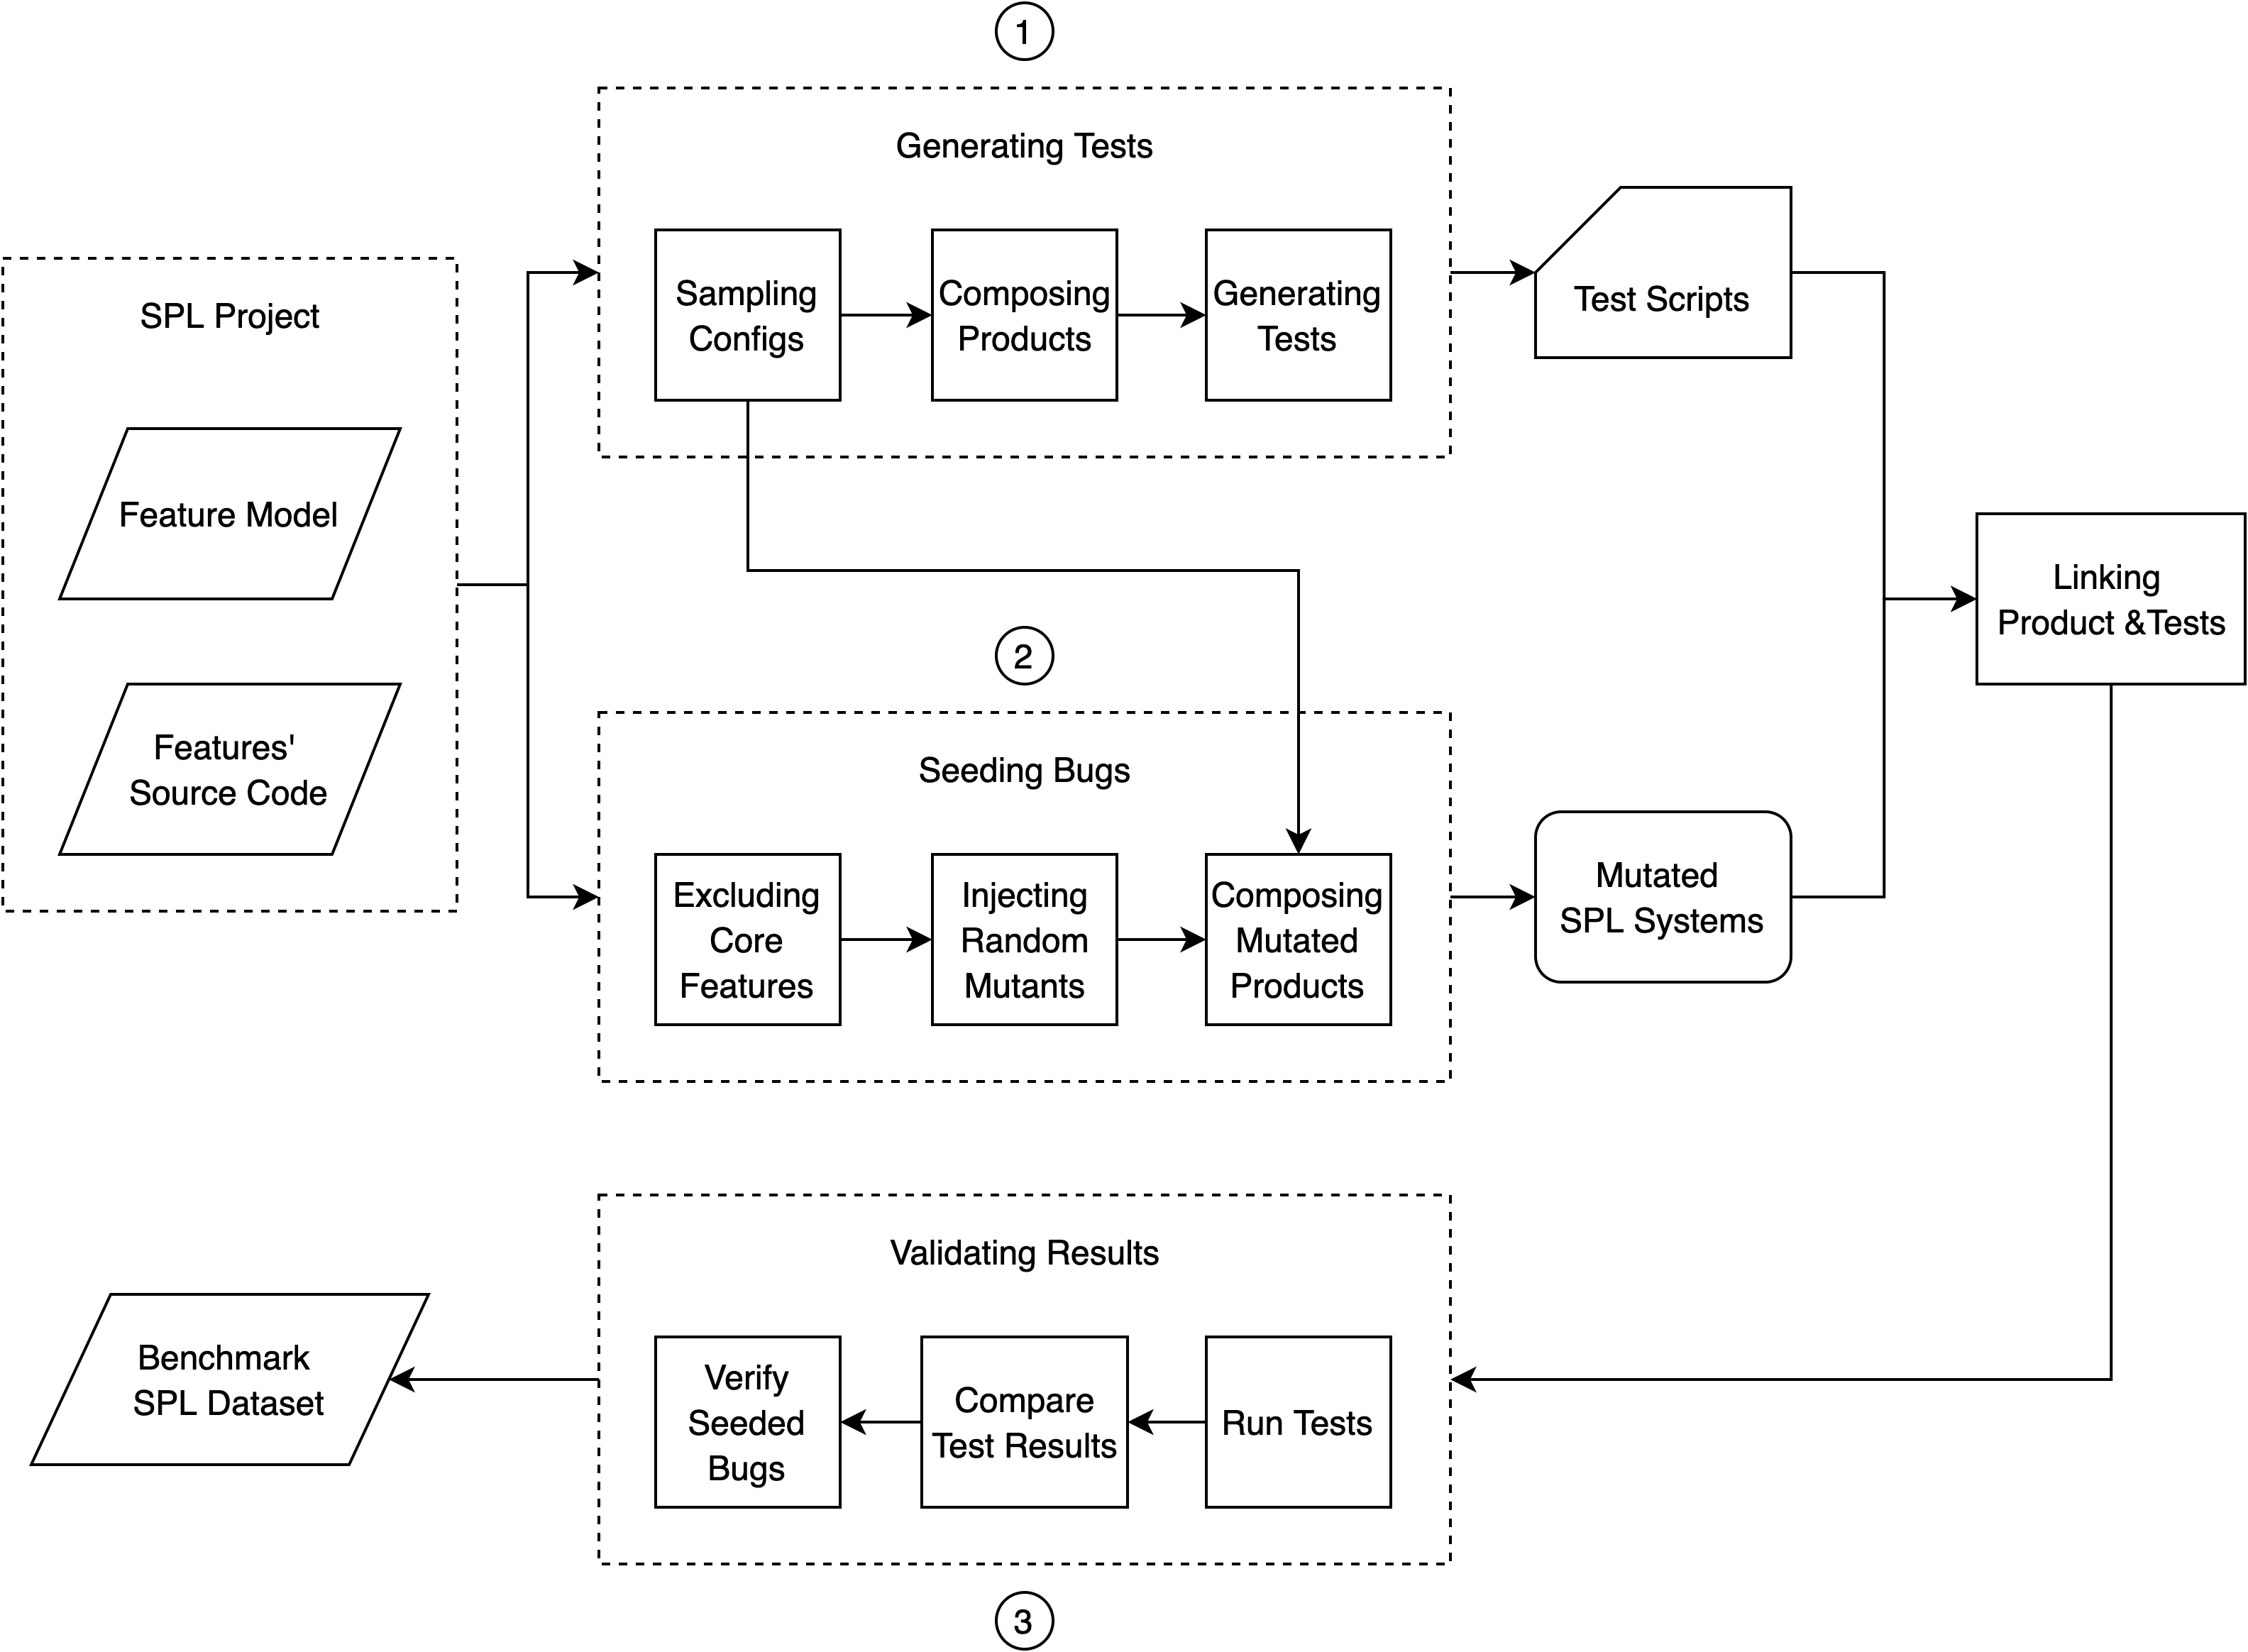 1
Generating Tests
Sampling
Configs
Composing
Products
Generating
Tests
Test Scripts
SPL Project
Feature Model
Features'
Source Code
Linking
Product &Tests
2
Seeding Bugs
Excluding
Core
Features
Injecting
Random
Mutants
Composing
Mutated
Products
Mutated
SPL Systems
Validating Results
Run Tests
Compare
Test Results
Verify
Seeded
Bugs
Benchmark
SPL Dataset
3